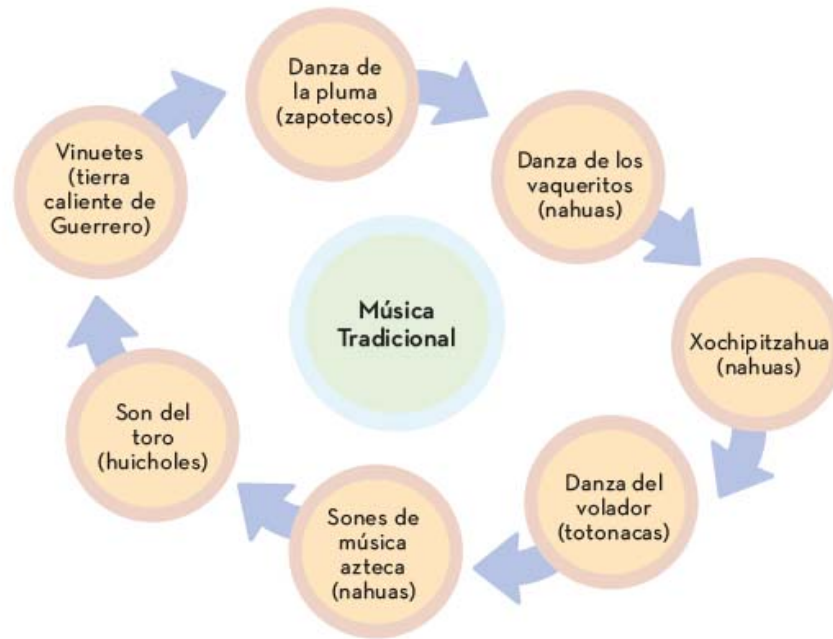 Danza de
la pluma
(zapotecos)
Danza de los
vaqueritos
(nahuas)
Xochipitzahua
(nahuas)
Danza del
volador
(totonacas)
Sones de
música
azteca
(nahuas)
Son del
toro
(huicholes)
Vinuetes
(tierra
caliente de
Guerrero)
Música
Tradicional